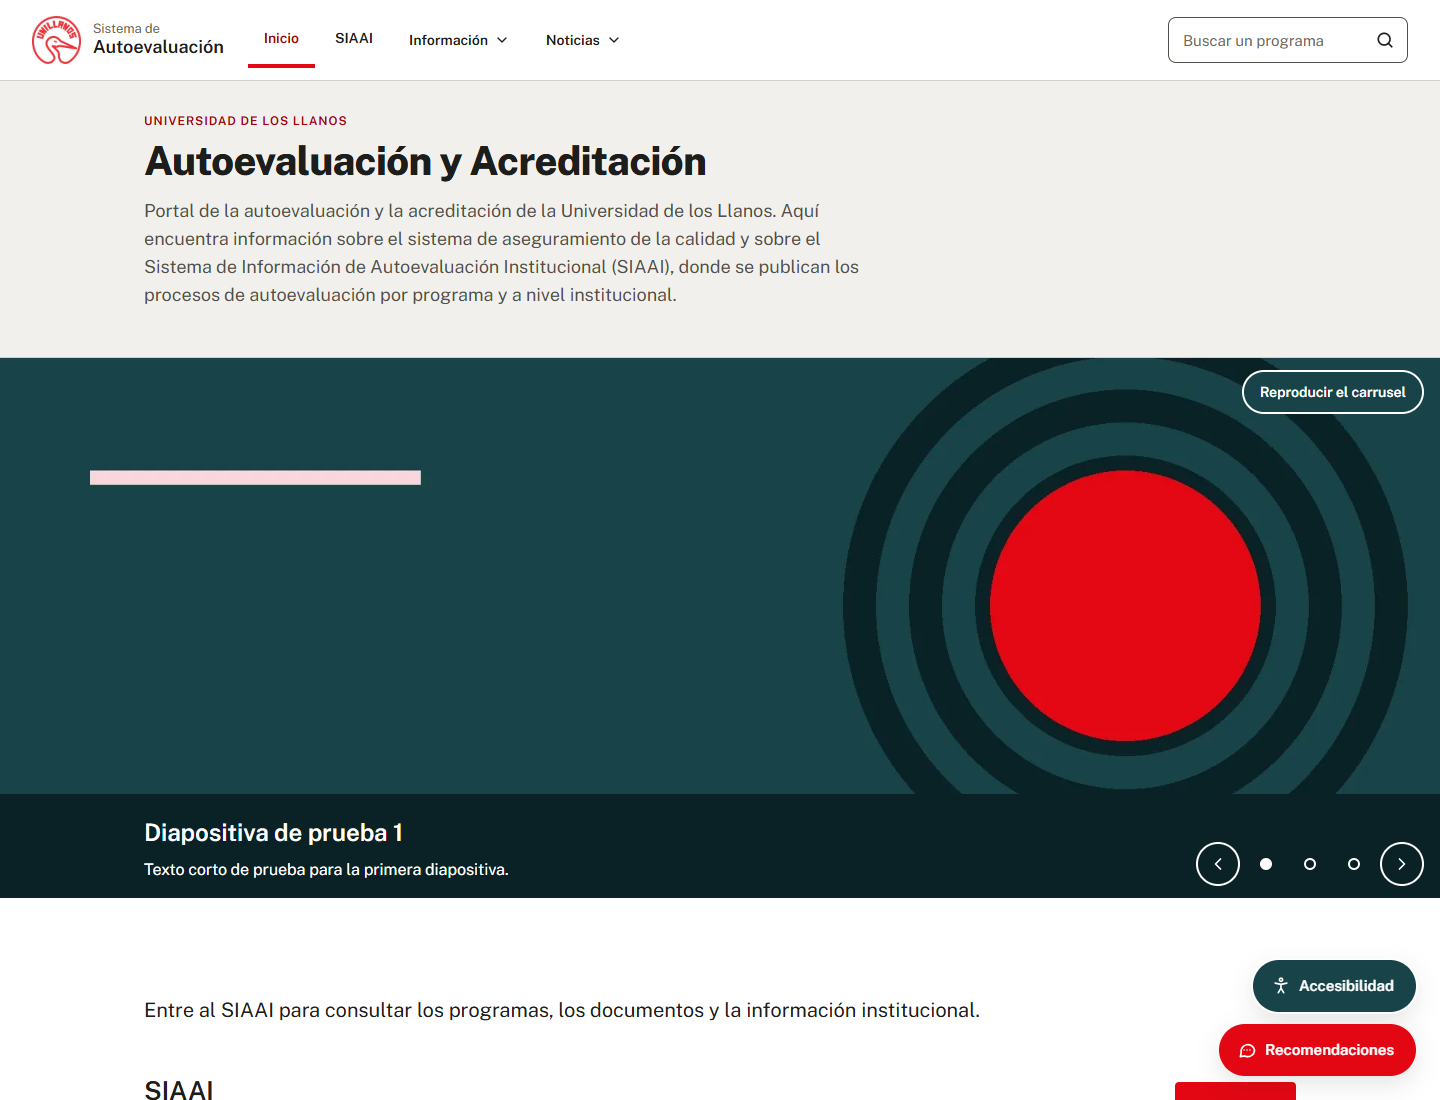 UNILLANOS
Sistema de
Autoevaluación
Inicio
SIAAI
Información
Noticias
Buscar un programa
UNIVERSIDAD DE LOS LLANOS
Autoevaluación y Acreditación
Portal de la autoevaluación y la acreditación de la Universidad de los Llanos. Aquí
encuentra información sobre el sistema de aseguramiento de la calidad y sobre el
Sistema de Información de Autoevaluación Institucional (SIAAI), donde se publican los
procesos de autoevaluación por programa y a nivel institucional.
Reproducir el carrusel
Diapositiva de prueba 1
Texto corto de prueba para la primera diapositiva.
Entre al SIAAI para consultar los programas, los documentos y la información institucional.
Accesibilidad
Recomendaciones
SIAAI